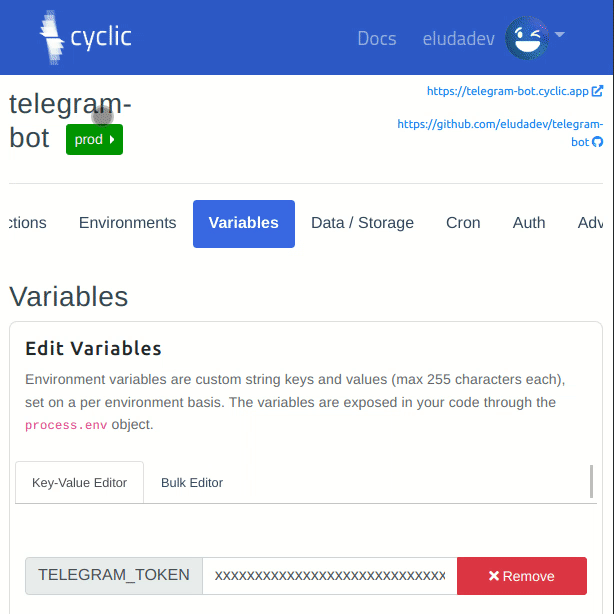 cyclic
Docs
eludadev
telegram-
bot
prod
https://telegram-bot.cyclic.app
https://github.com/eludadev/telegram-
bot
ctions
Environments
Variables
Data / Storage
Cron
Auth
Adv
Variables
Edit Variables
Environment variables are custom string keys and values (max 255 characters each),
set on a per environment basis. The variables are exposed in your code through the
process.env object.
Key-Value Editor
Bulk Editor
TELEGRAM_TOKEN
xxxxxxxxxxxxxxxxxxxxxxxxxxxxx
Remove